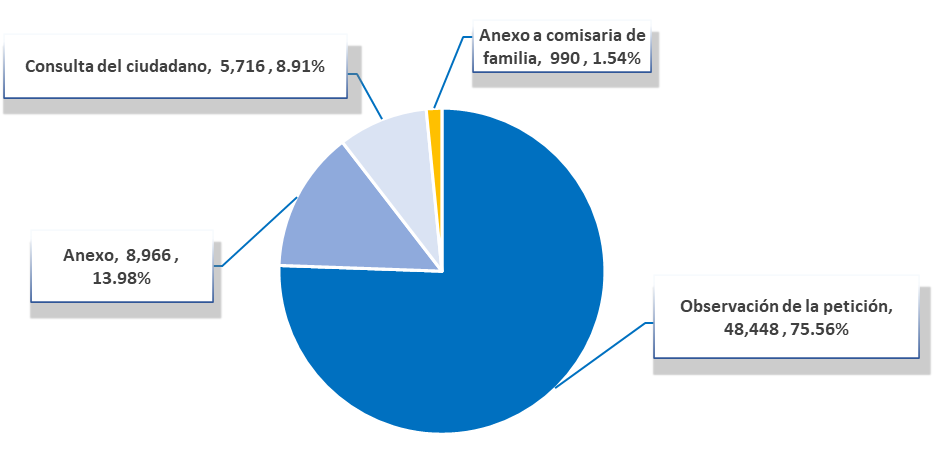 Anexo a comisaria de
familia, 990 , 1.54%
Consulta del ciudadano, 5,716 , 8.91%
Anexo, 8,966 ,
13.98%
Observación de la petición,
48,448 , 75.56%